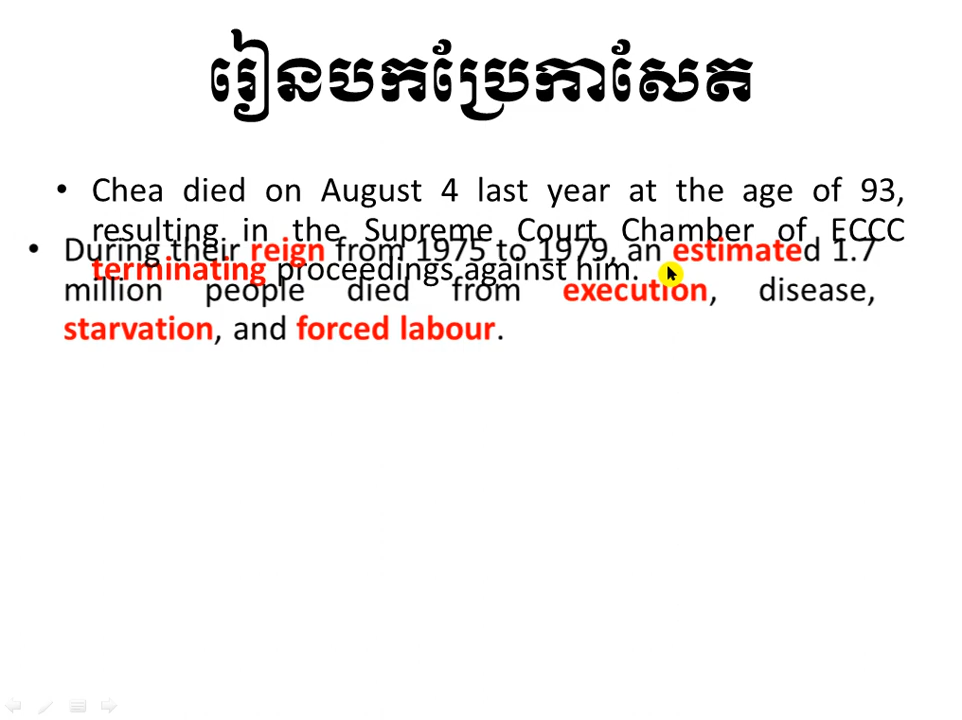 រៀនបកប្រែកាសែត
• Chea died on August 4 last year at the age of 93,
resulting in the Supreme Court Chamber of ECCC
terminating proceedings against him.
• During their reign from 1975 to 1979, an estimated 1.7
million people died from execution, disease,
starvation, and forced labour.